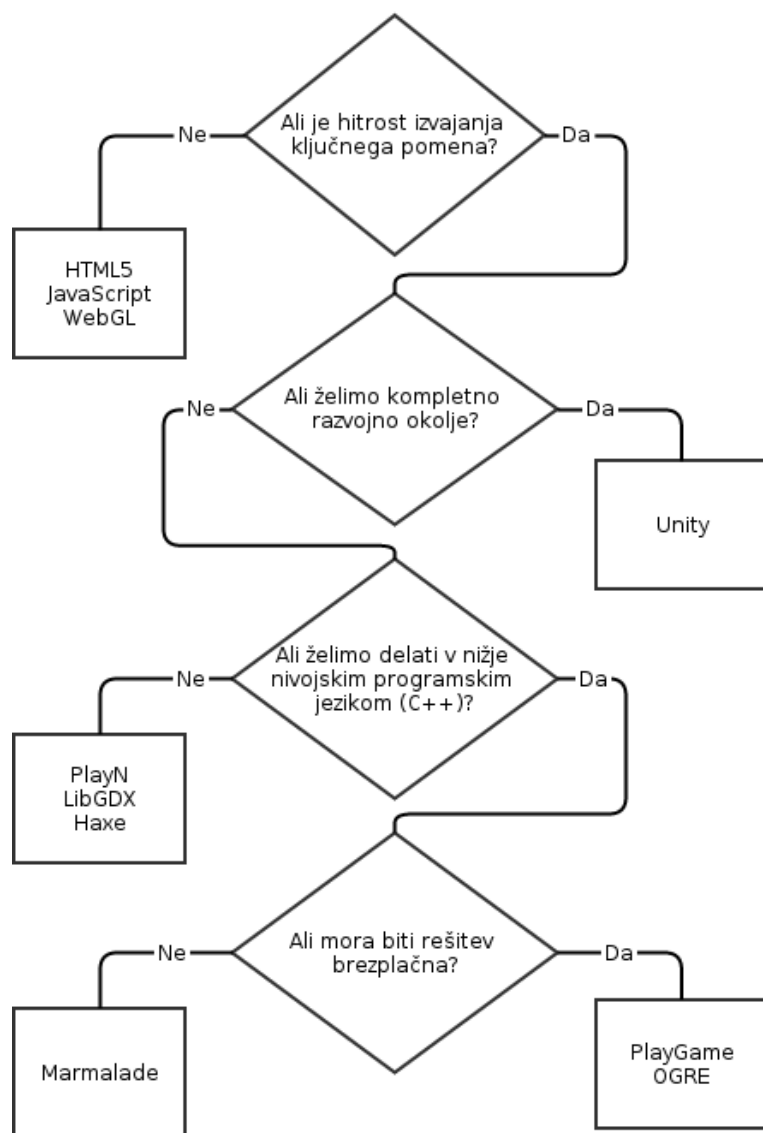 Ali je hitrost izvajanja
ključnega pomena?
Ne
Da
HTML5
JavaScript
WebGL
Ali želimo kompletno
razvojno okolje?
Ne
Da
Unity
Ali želimo delati v nižje
nivojskim programskim
jezikom (C++)?
Ne
Da
PlayN
LibGDX
Haxe
Ali mora biti rešitev
brezplačna?
Ne
Da
Marmalade
PlayGame
OGRE